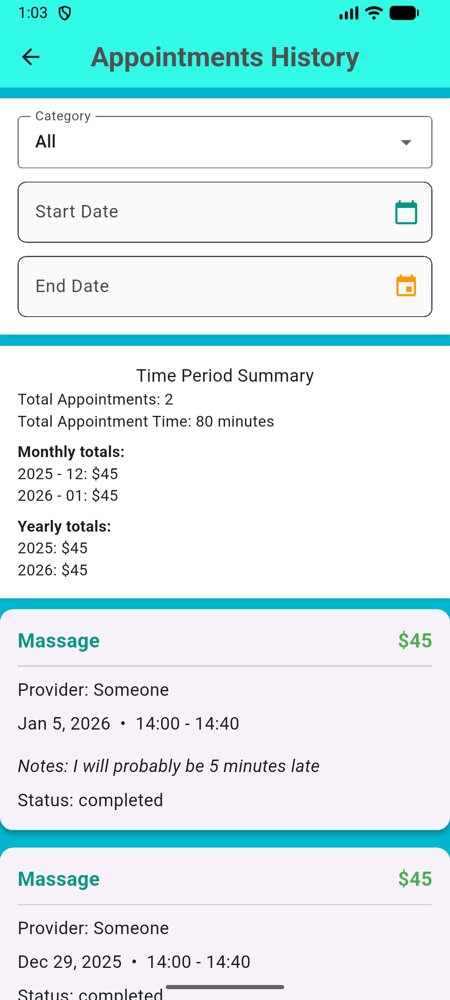 1:03
Appointments History
Category
All
Start Date
End Date
Time Period Summary
Total Appointments: 2
Total Appointment Time: 80 minutes
Monthly totals:
2025 - 12: $45
2026 - 01: $45
Yearly totals:
2025: $45
2026: $45
Massage $45
Provider: Someone
Jan 5, 2026 • 14:00 - 14:40
Notes: I will probably be 5 minutes late
Status: completed
Massage $45
Provider: Someone
Dec 29, 2025 • 14:00 - 14:40
Status: completed